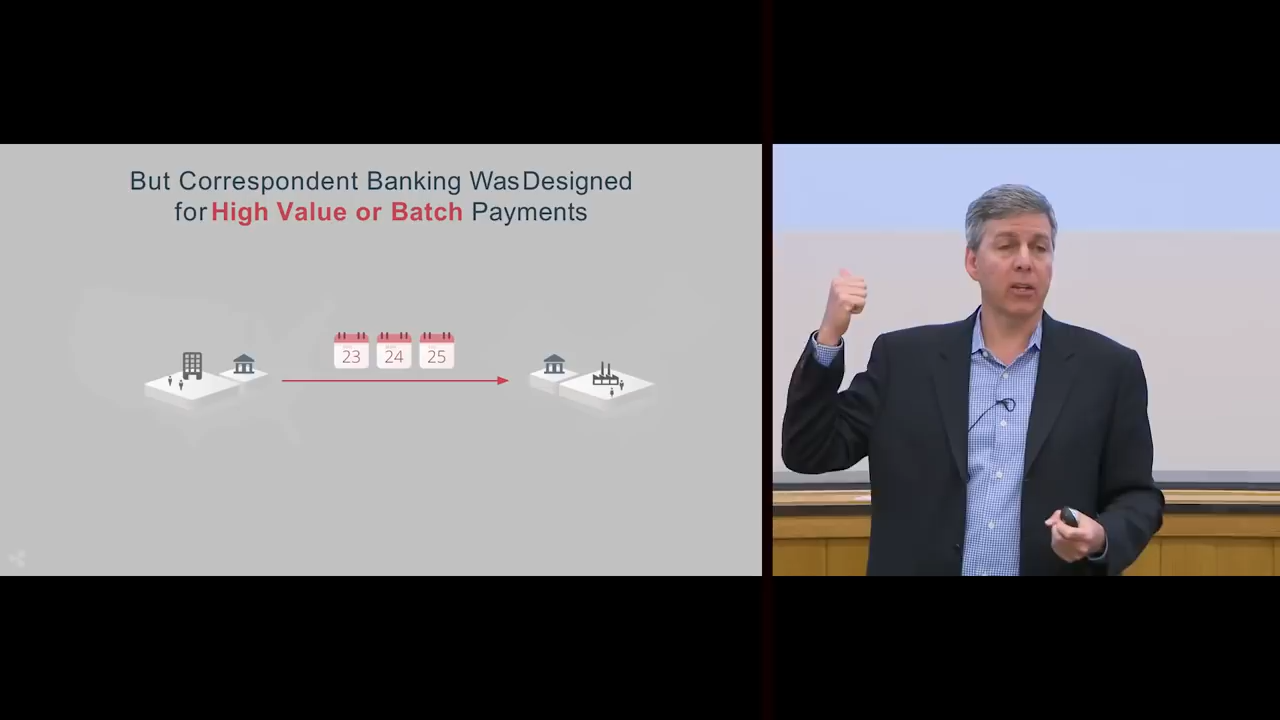 But Correspondent Banking WasDesigned
for High Value or Batch Payments
23 24 25